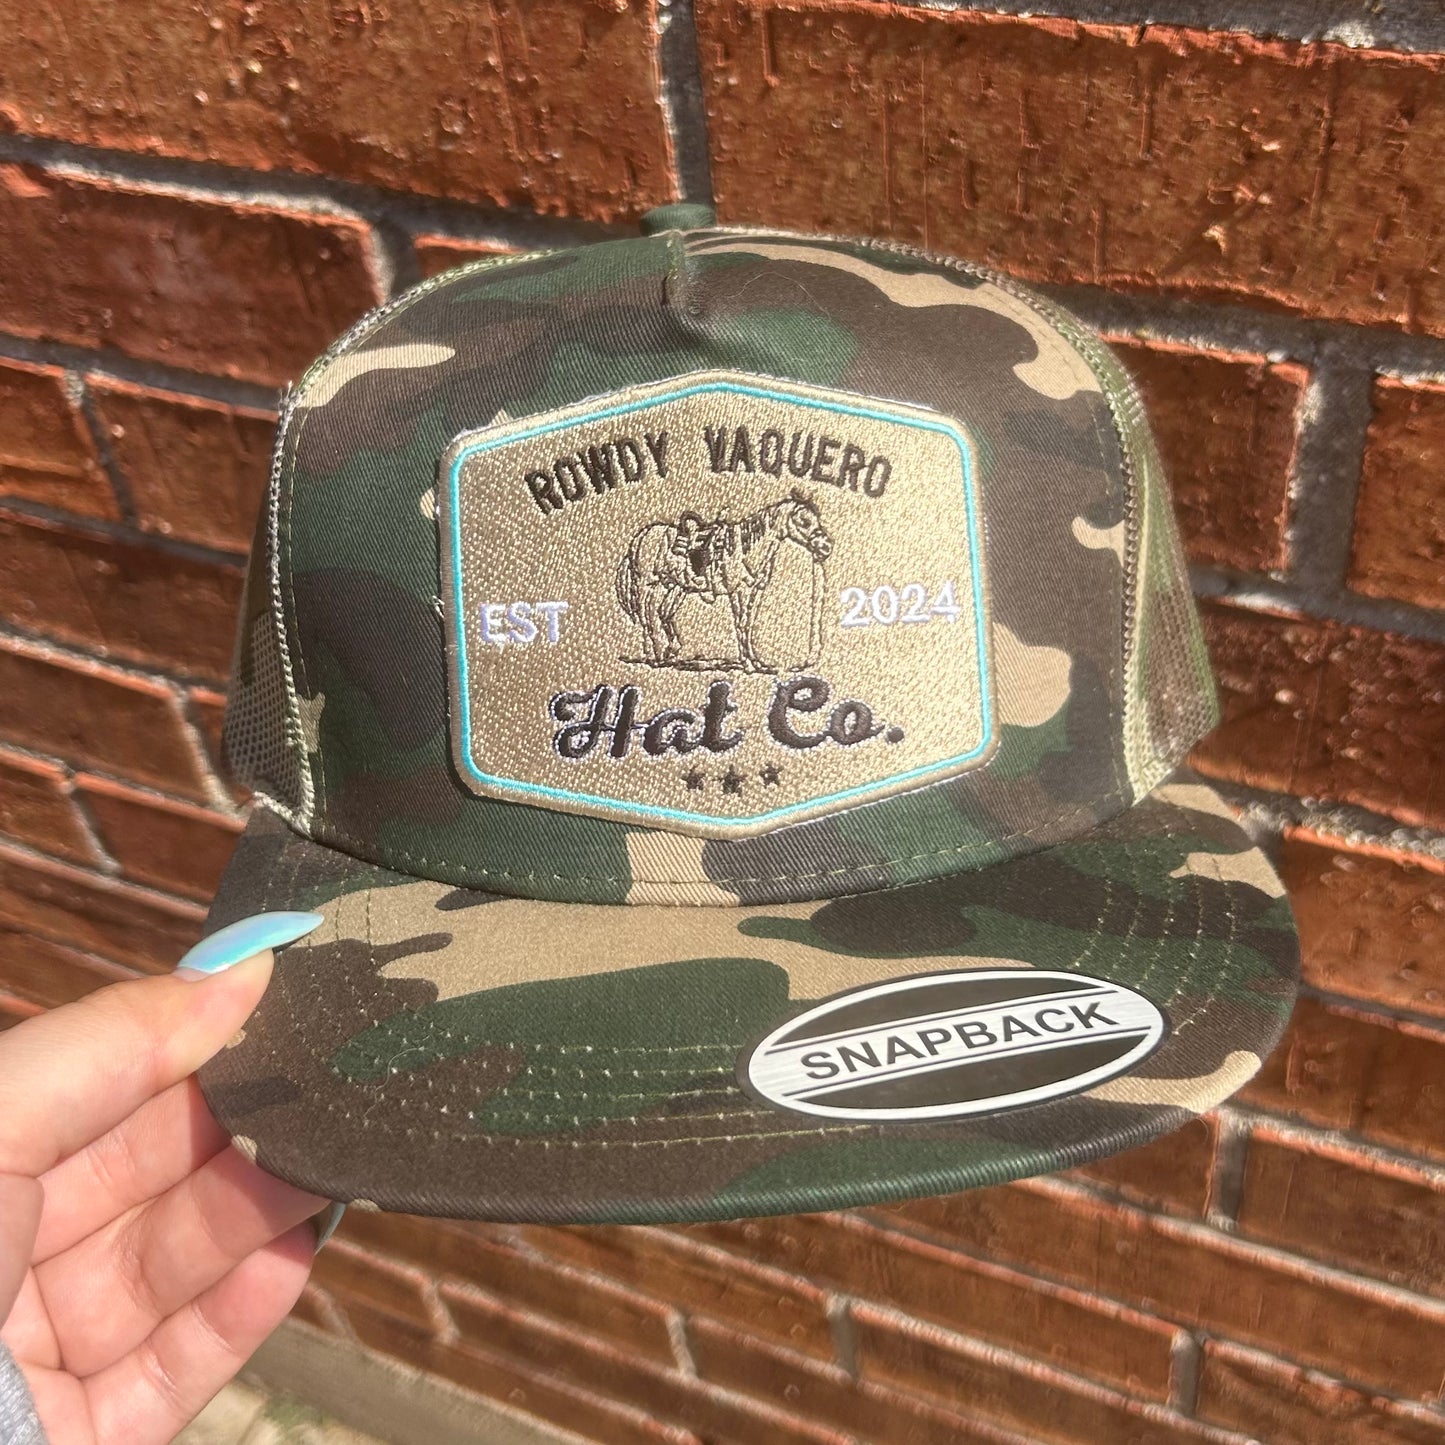 ROWDY VAQUERO
EST 2024
Hat Co.
SNAPBACK